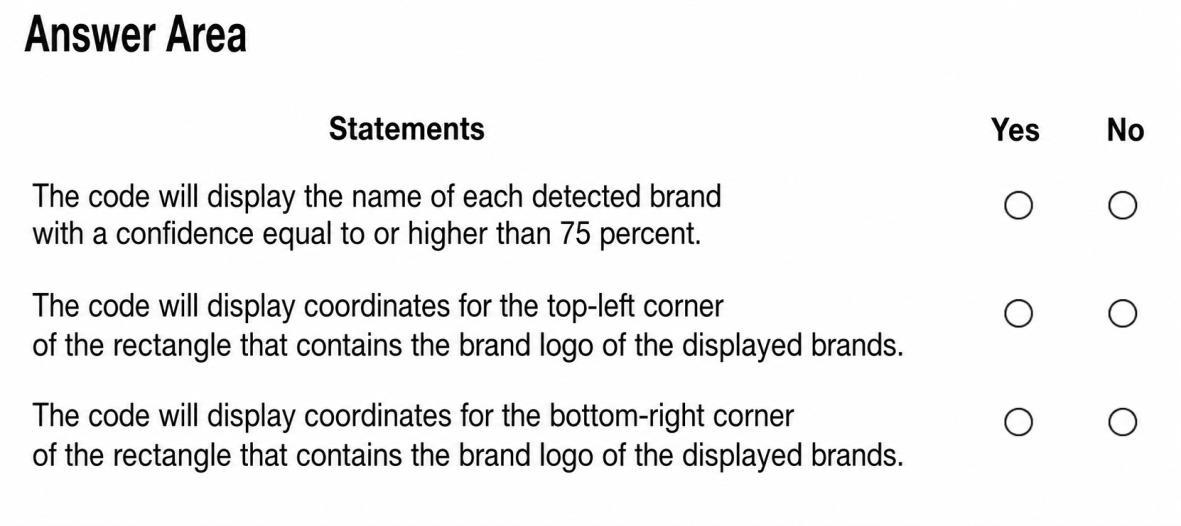 Answer Area
Statements Yes No
The code will display the name of each detected brand
with a confidence equal to or higher than 75 percent.
The code will display coordinates for the top-left corner
of the rectangle that contains the brand logo of the displayed brands.
The code will display coordinates for the bottom-right corner
of the rectangle that contains the brand logo of the displayed brands.